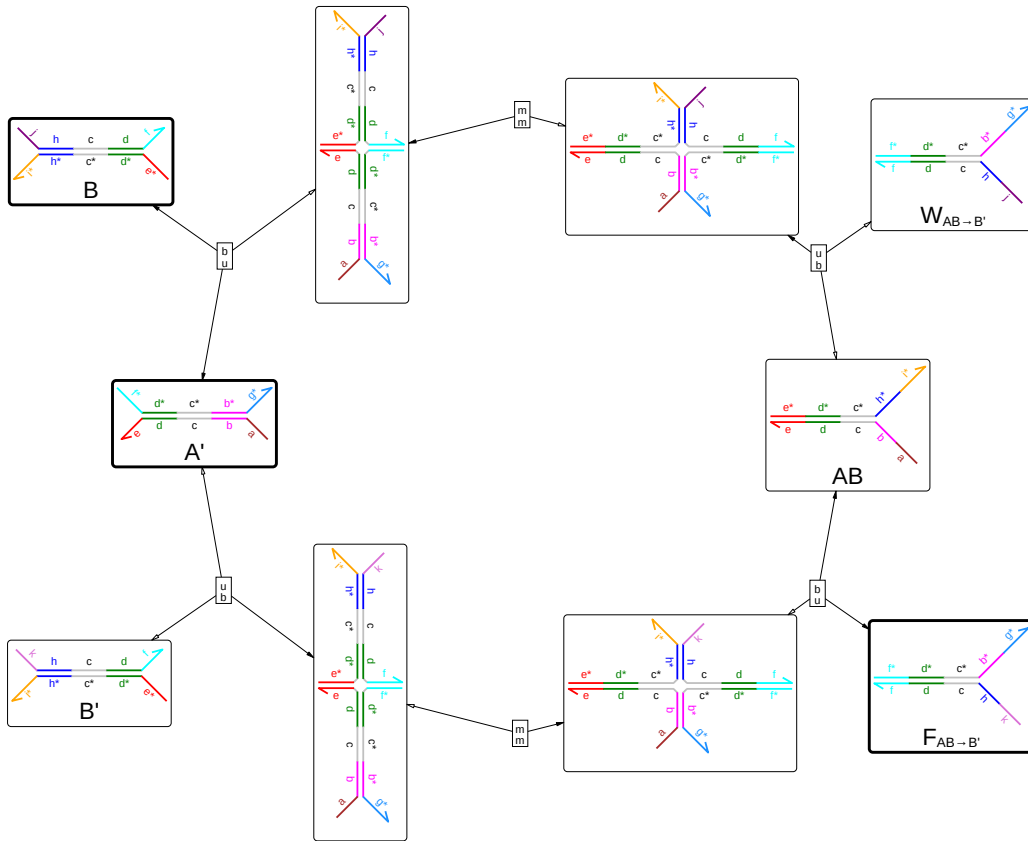 i* j
h* h
c* c
d* d
e* f
e f*
d d*
c c*
b b*
a g*
m
m
i* j
h* h
e* d* c* c d f
e d c c* d* f*
b b*
a g*
j h c d f
i* h* c* d* e*
B
g*
f* d* c* b*
f d c h
j
W AB→B'
b
u
u
b
f* d* c* b* g*
e d c b a
A'
i*
e* d* c* h*
e d c b
a
AB
u
b
b
u
i* k
h* h
c* c
d* d
e* f
e f*
d d*
c c*
b b*
a g*
m
m
i* k
h* h
e* d* c* c d f
e d c c* d* f*
b b*
a g*
k h c d f
i* h* c* d* e*
B'
g*
f* d* c* b*
f d c h
k
F AB→B'